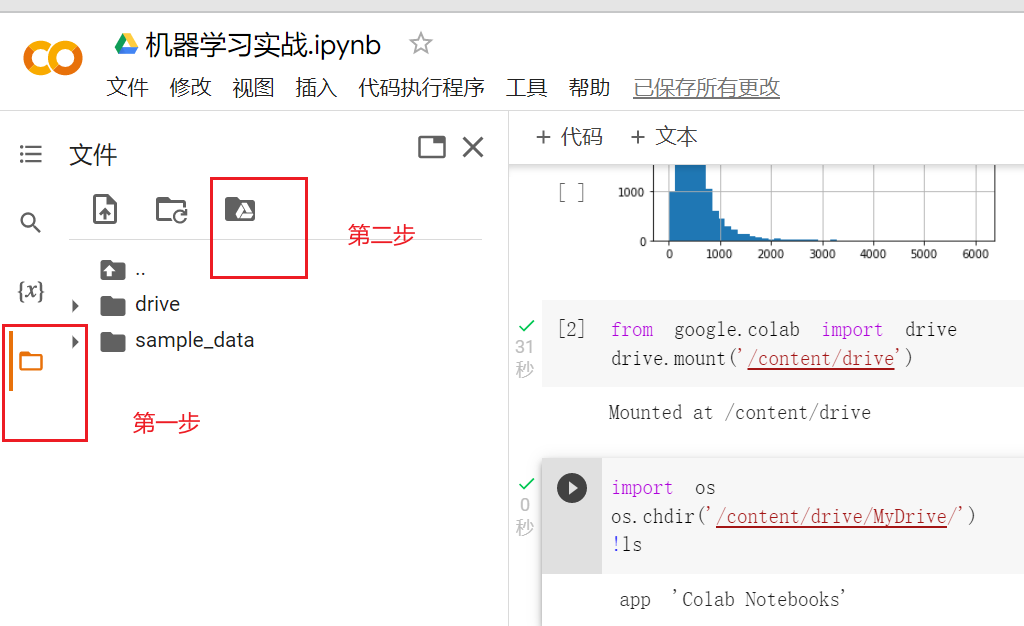 机器学习实战.ipynb
文件 修改 视图 插入 代码执行程序 工具 帮助 已保存所有更改
文件
第二步
..
drive
sample_data
{x}
第一步
+ 代码 + 文本
[ ]
1000
0
0 1000 2000 3000 4000 5000 6000
31
秒
[2] from google.colab import drive
drive.mount('/content/drive')
Mounted at /content/drive
0
秒
import os
os.chdir('/content/drive/MyDrive/')
!ls
app 'Colab Notebooks'